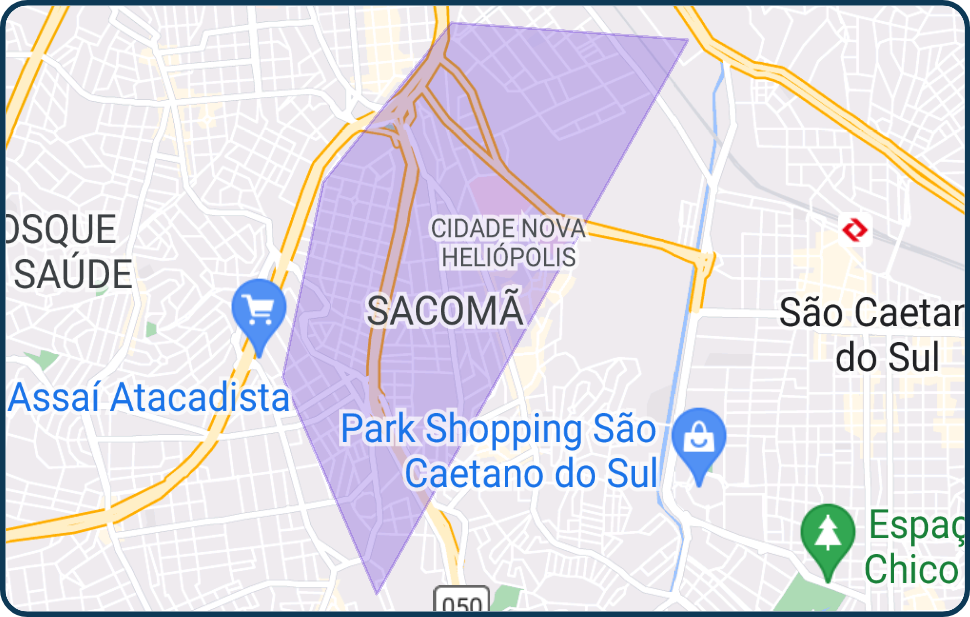 OSQUE
SAÚDE
CIDADE NOVA
HELIÓPOLIS
SACOMÃ
São Caetan
do Sul
Assaí Atacadista
Park Shopping São
Caetano do Sul
Espaç
Chico
050